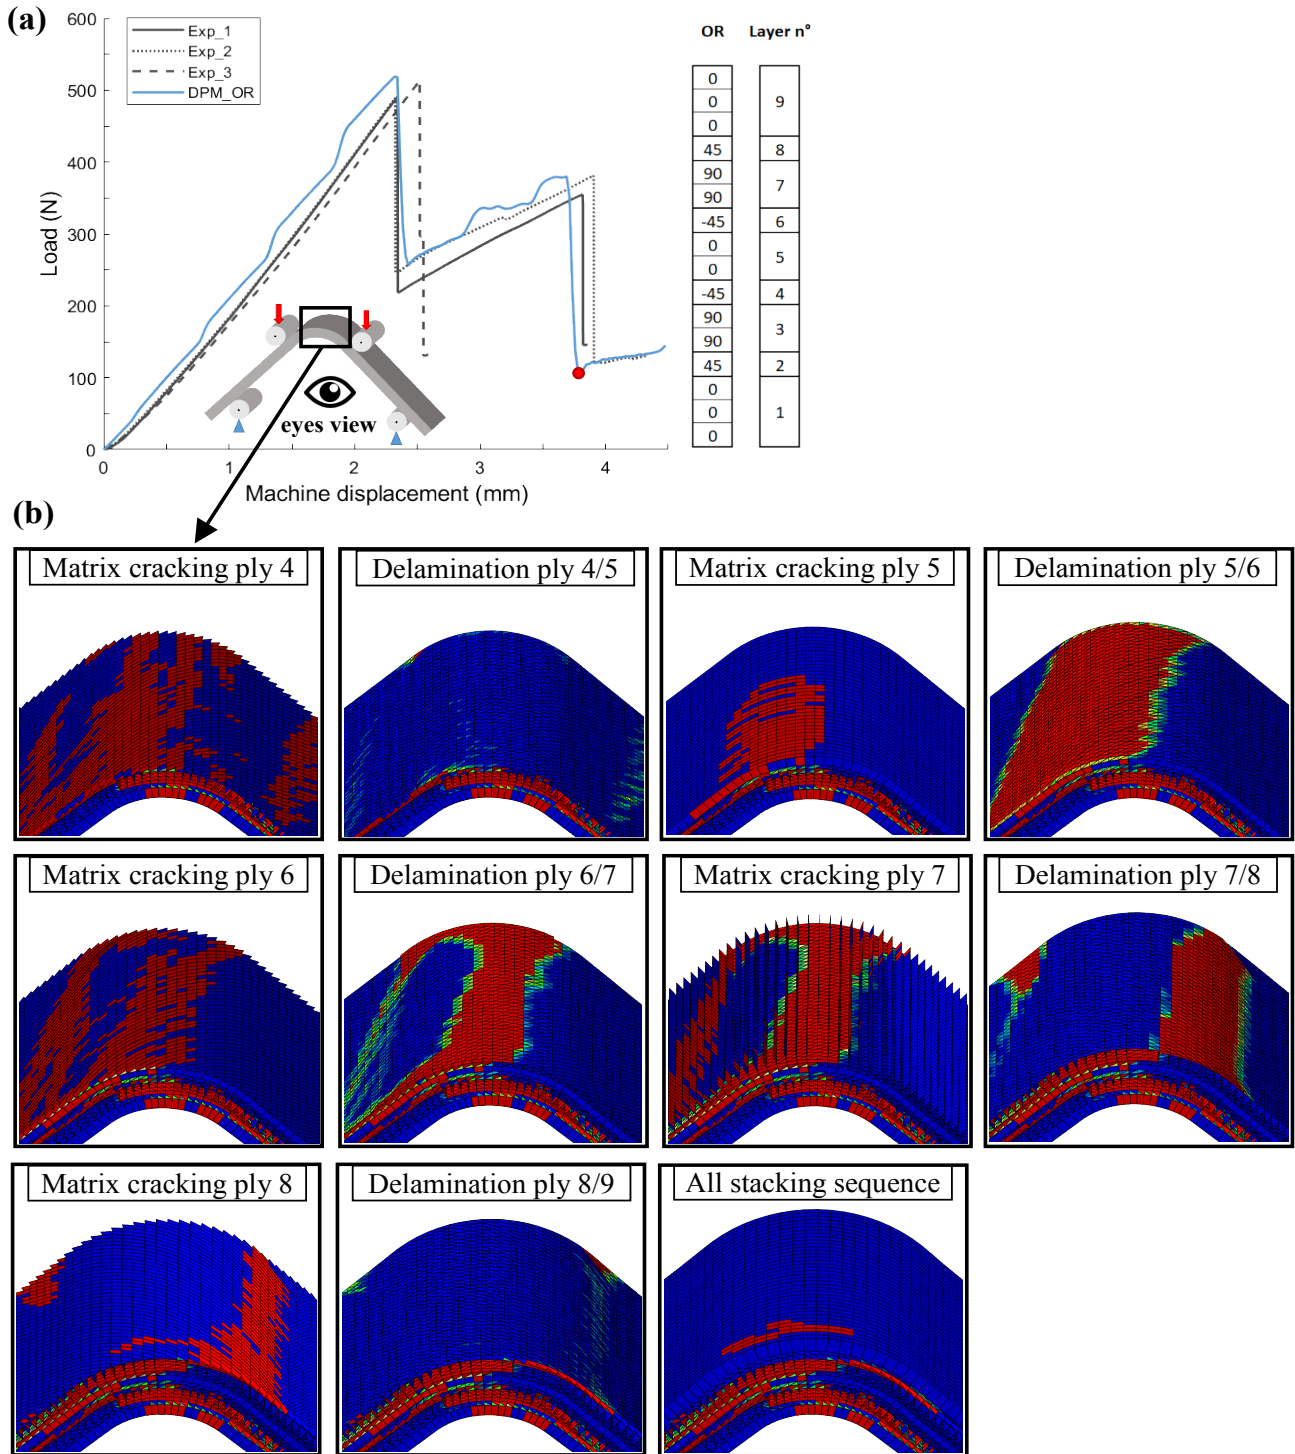 (a)
600
500
400
300
200
100
0
Load (N)
Exp_1
Exp_2
Exp_3
DPM_OR
eyes view
0 1 2 3 4
Machine displacement (mm)
OR Layer n°
0
0 9
0
45 8
90
90 7
-45 6
0
0 5
-45 4
90
90 3
45 2
0
0 1
0
(b)
Matrix cracking ply 4
Delamination ply 4/5
Matrix cracking ply 5
Delamination ply 5/6
Matrix cracking ply 6
Delamination ply 6/7
Matrix cracking ply 7
Delamination ply 7/8
Matrix cracking ply 8
Delamination ply 8/9
All stacking sequence